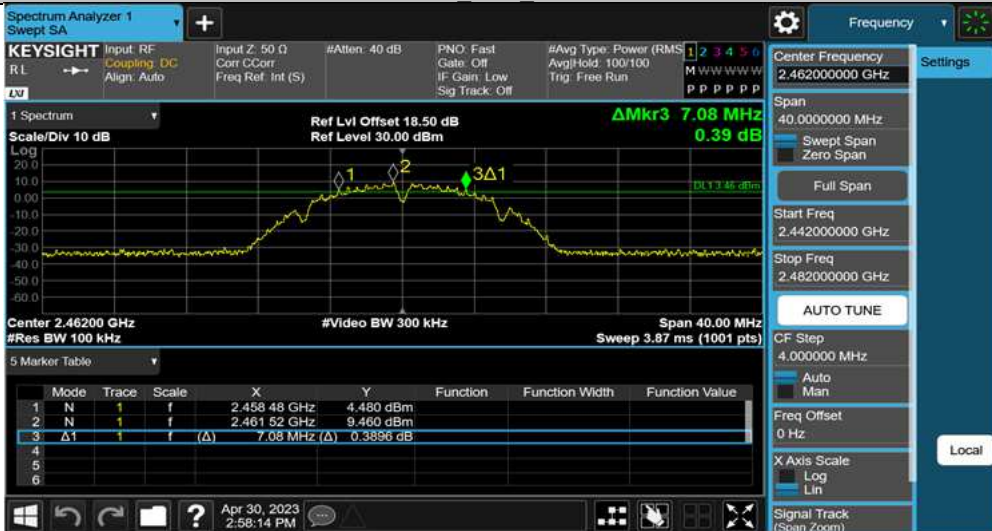 Spectrum Analyzer 1
Swept SA
Frequency
KEYSIGHT
RL
LXI
Input: RF
Coupling: DC
Align: Auto
Input Z: 50 Ω
Corr CCorr
Freq Ref: Int (S)
#Atten: 40 dB
PNO: Fast
Gate: Off
IF Gain: Low
Sig Track: Off
#Avg Type: Power (RMS
Avg|Hold: 100/100
Trig: Free Run
1 2 3 4 5 6
M W W W W W
P P P P P P
1 Spectrum
Scale/Div 10 dB
Ref Lvl Offset 18.50 dB
Ref Level 30.00 dBm
ΔMkr3 7.08 MHz
0.39 dB
Log
20.0
10.0
0.00
-10.0
-20.0
-30.0
-40.0
-50.0
-60.0
1
2
3Δ1
DL1 3.46 dBm
Center 2.46200 GHz
#Res BW 100 kHz
#Video BW 300 kHz
Span 40.00 MHz
Sweep 3.87 ms (1001 pts)
5 Marker Table
Mode Trace Scale X Y Function Function Width Function Value
1 N 1 f 2.458 48 GHz 4.480 dBm
2 N 1 f 2.461 52 GHz 9.460 dBm
3 Δ1 1 f (Δ) 7.08 MHz (Δ) 0.3896 dB
4
5
6
Apr 30, 2023
2:58:14 PM
Center Frequency
2.462000000 GHz
Span
40.0000000 MHz
Swept Span
Zero Span
Full Span
Start Freq
2.442000000 GHz
Stop Freq
2.482000000 GHz
AUTO TUNE
CF Step
4.000000 MHz
Auto
Man
Freq Offset
0 Hz
X Axis Scale
Log
Lin
Signal Track
(Span Zoom)
Settings
Local